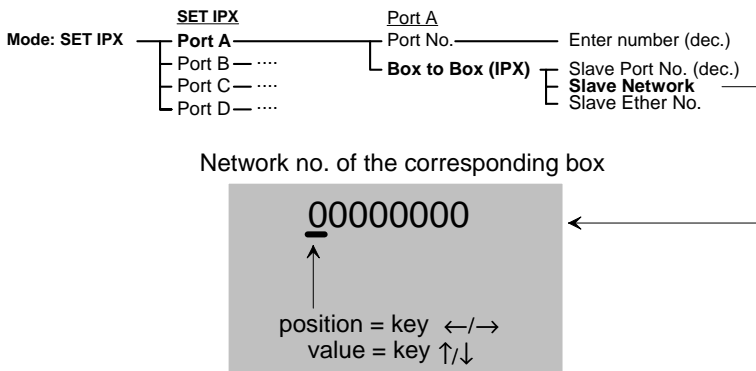 SET IPX Port A
Mode: SET IPX Port A Port No. Enter number (dec.)
Port B .... Box to Box (IPX) Slave Port No. (dec.)
Port C .... Slave Network
Port D .... Slave Ether No.
Network no. of the corresponding box
00000000
position = key ←/→
value = key ↑/↓